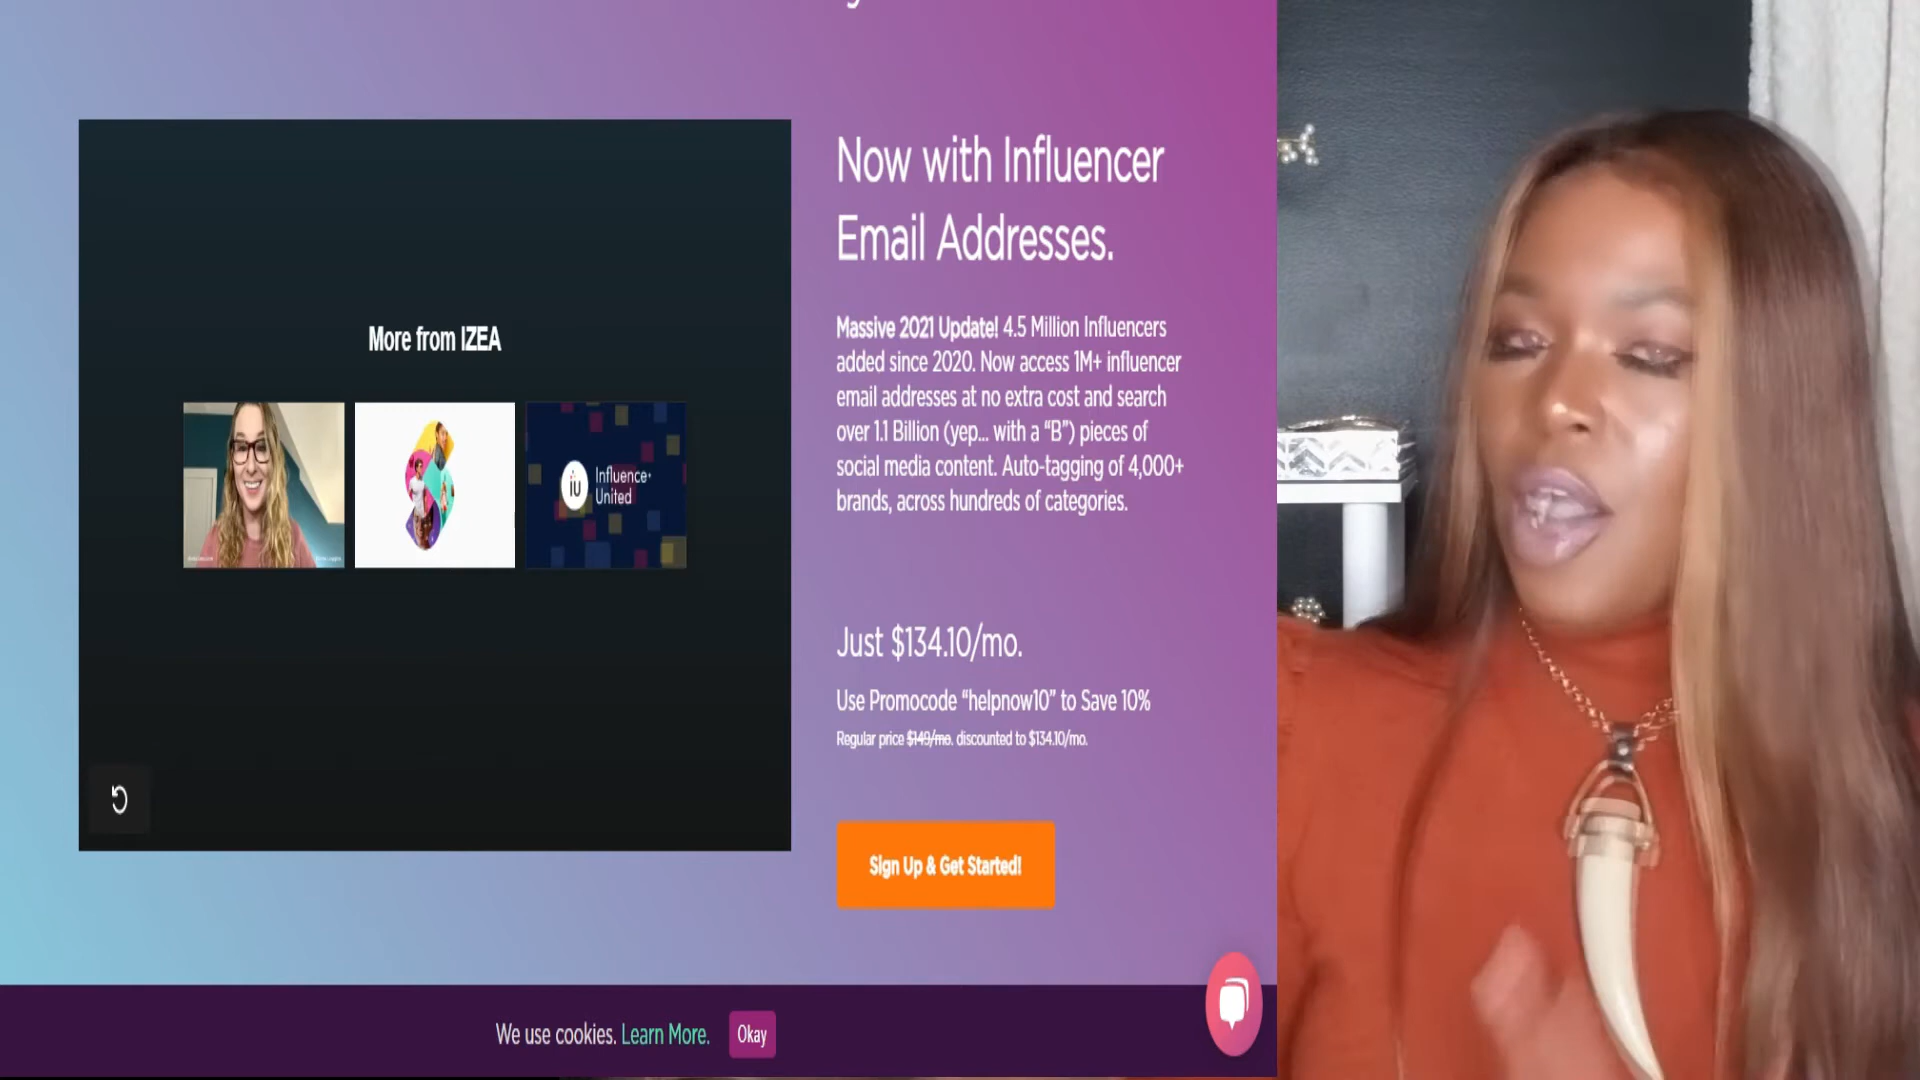 More from IZEA
iu
Influence
United
Now with Influencer
Email Addresses.
Massive 2021 Update! 4.5 Million Influencers
added since 2020. Now access 1M+ influencer
email addresses at no extra cost and search
over 1.1 Billion (yep... with a “B”) pieces of
social media content. Auto-tagging of 4,000+
brands, across hundreds of categories.
Just $134.10/mo.
Use Promocode “helpnow10” to Save 10%
Regular price $149/mo. discounted to $134.10/mo.
Sign Up & Get Started!
We use cookies. Learn More. Okay